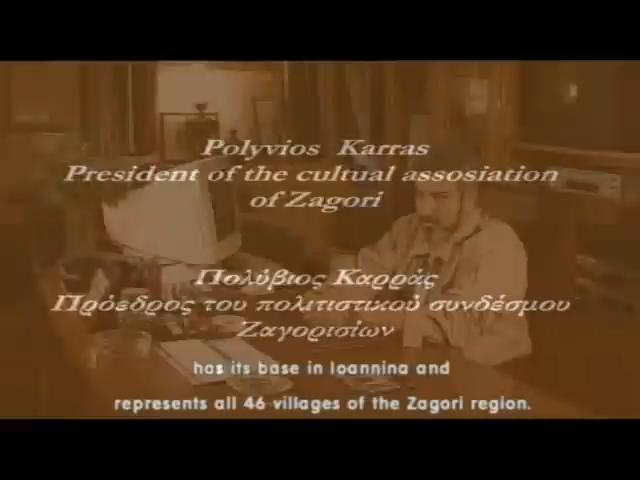 Polyvios Karras
President of the cultual assosiation
of Zagori
Πολύβιος Καρράς
Πρόεδρος του πολιτιστικού συνδέσμου
Ζαγορισίων
has its base in Ioannina and
represents all 46 villages of the Zagori region.